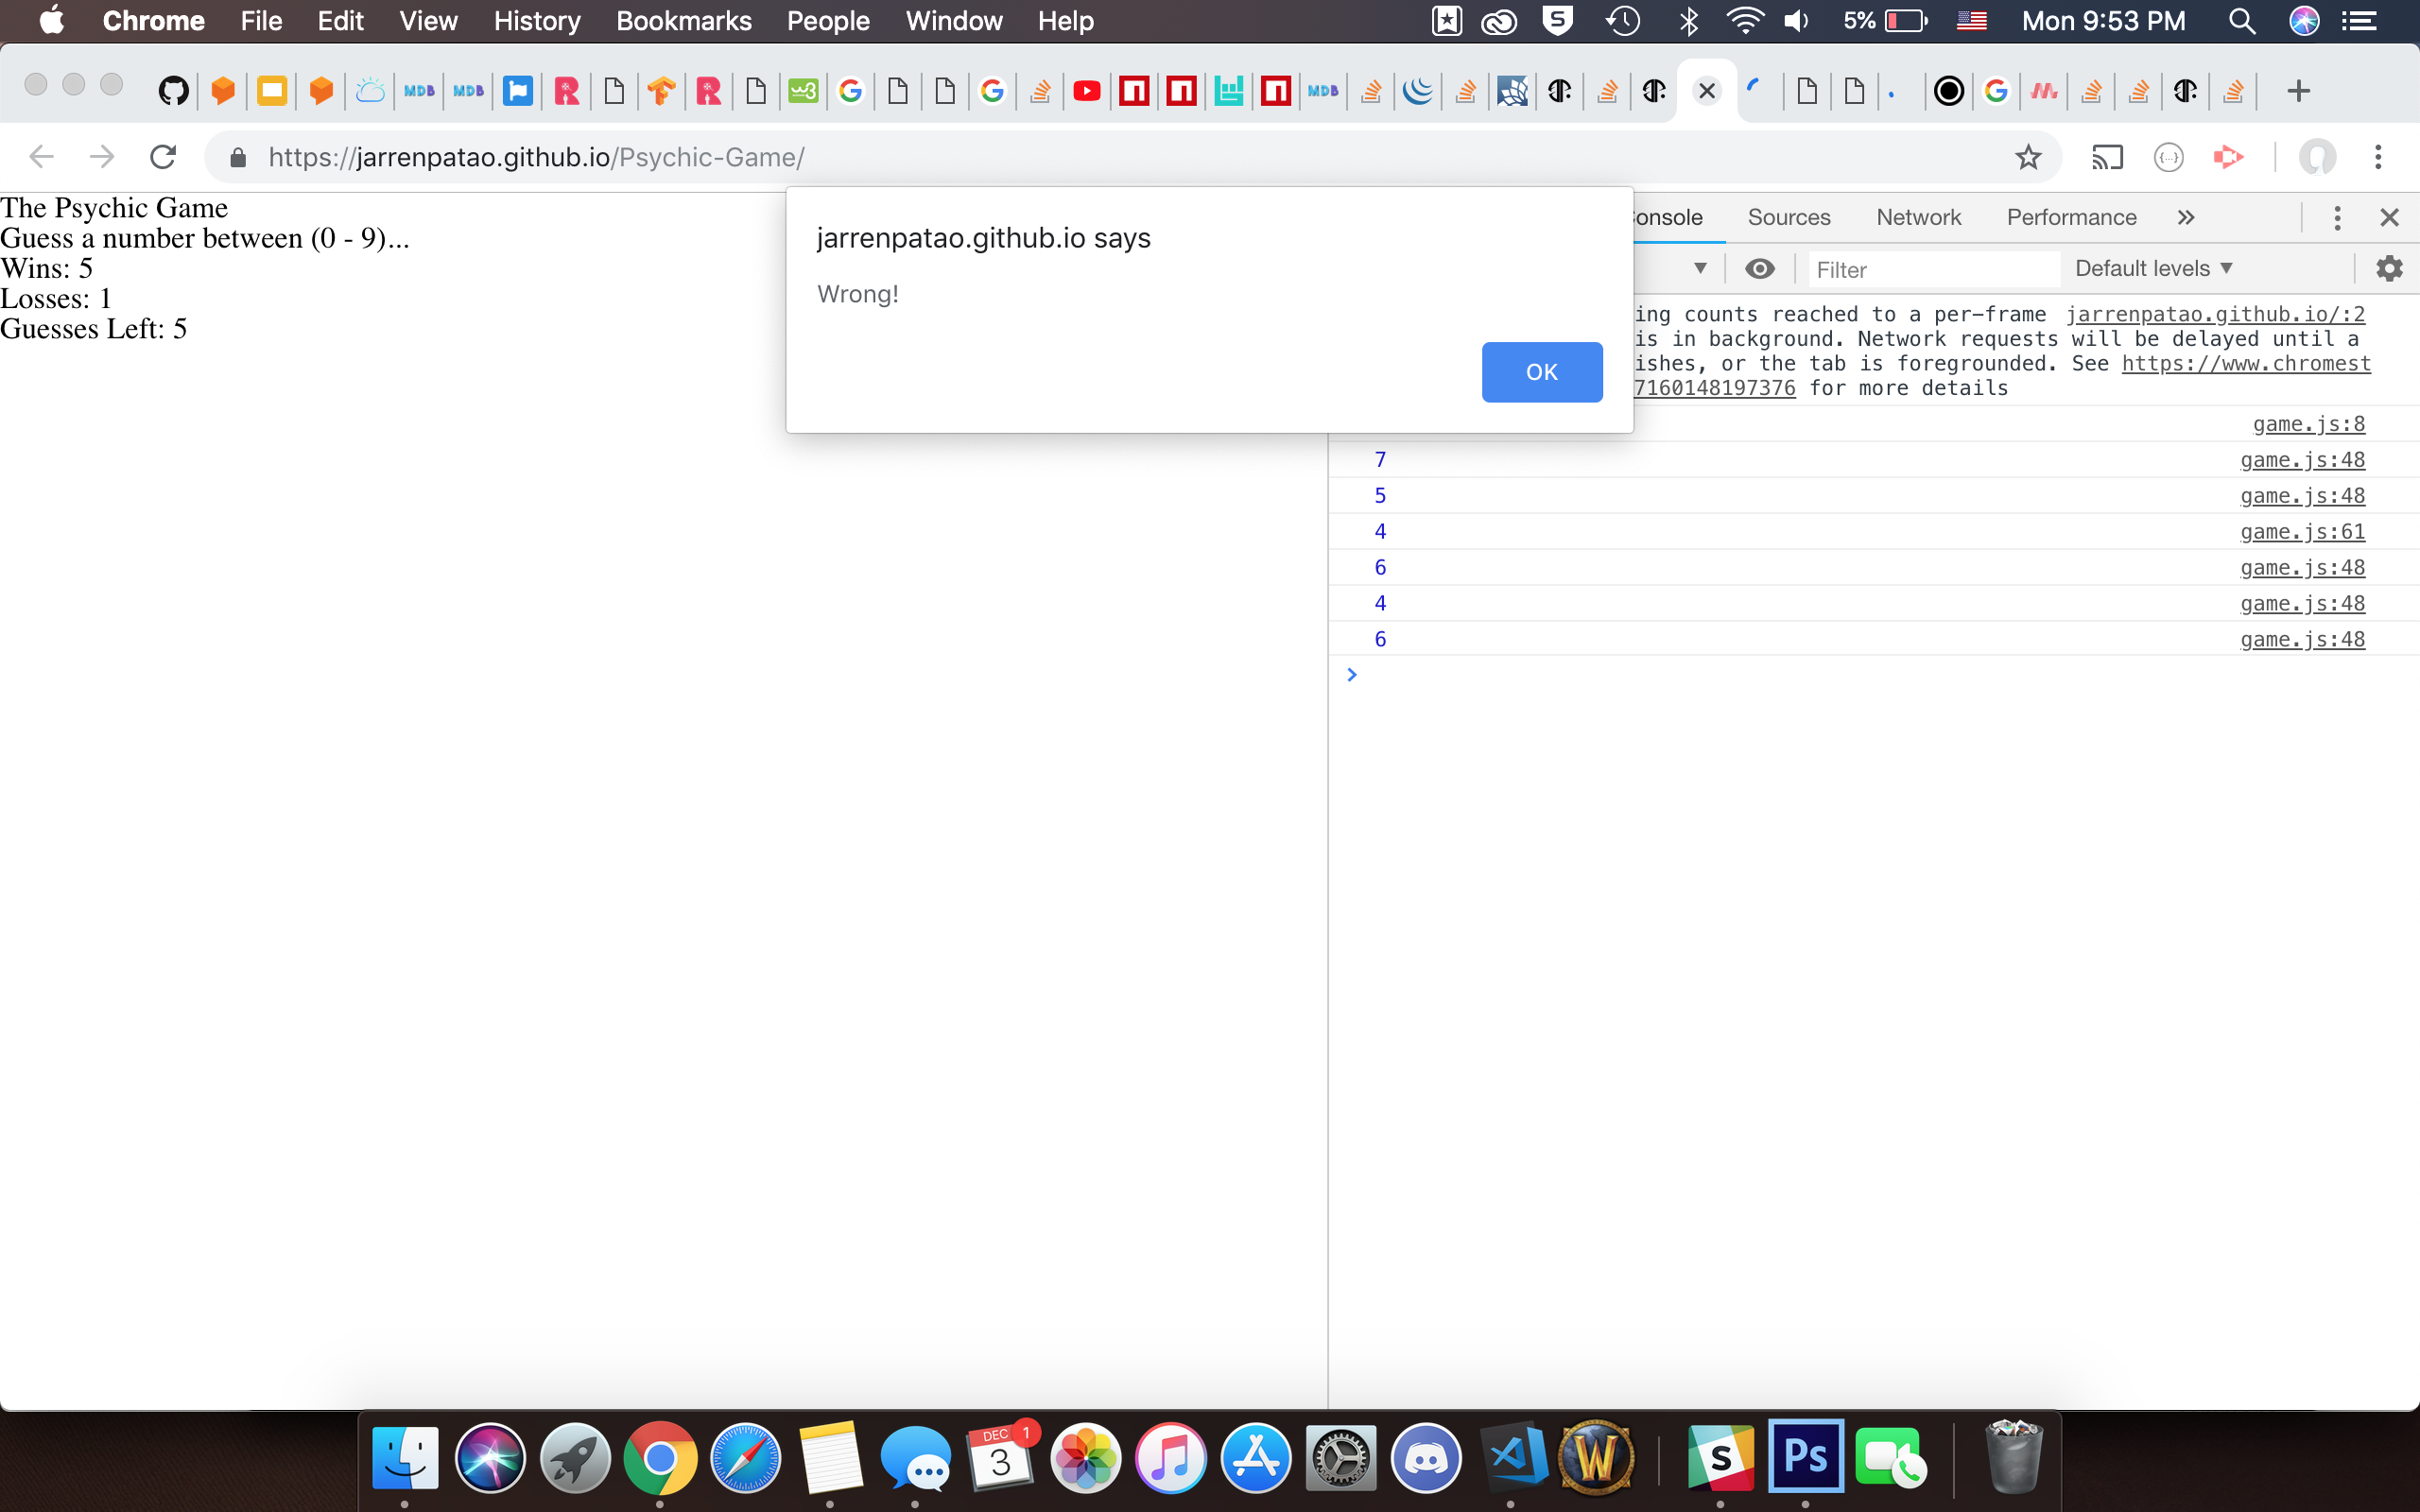 Chrome File Edit View History Bookmarks People Window Help 5% Mon 9:53 PM
https://jarrenpatao.github.io/Psychic-Game/
The Psychic Game
Guess a number between (0 - 9)...
Wins: 5
Losses: 1
Guesses Left: 5
jarrenpatao.github.io says
Wrong!
OK
onsole Sources Network Performance
Filter Default levels
ing counts reached to a per-frame jarrenpatao.github.io/:2
is in background. Network requests will be delayed until a
ishes, or the tab is foregrounded. See https://www.chromest
7160148197376 for more details
game.js:8
7 game.js:48
5 game.js:48
4 game.js:61
6 game.js:48
4 game.js:48
6 game.js:48
DEC 1
3
Ps